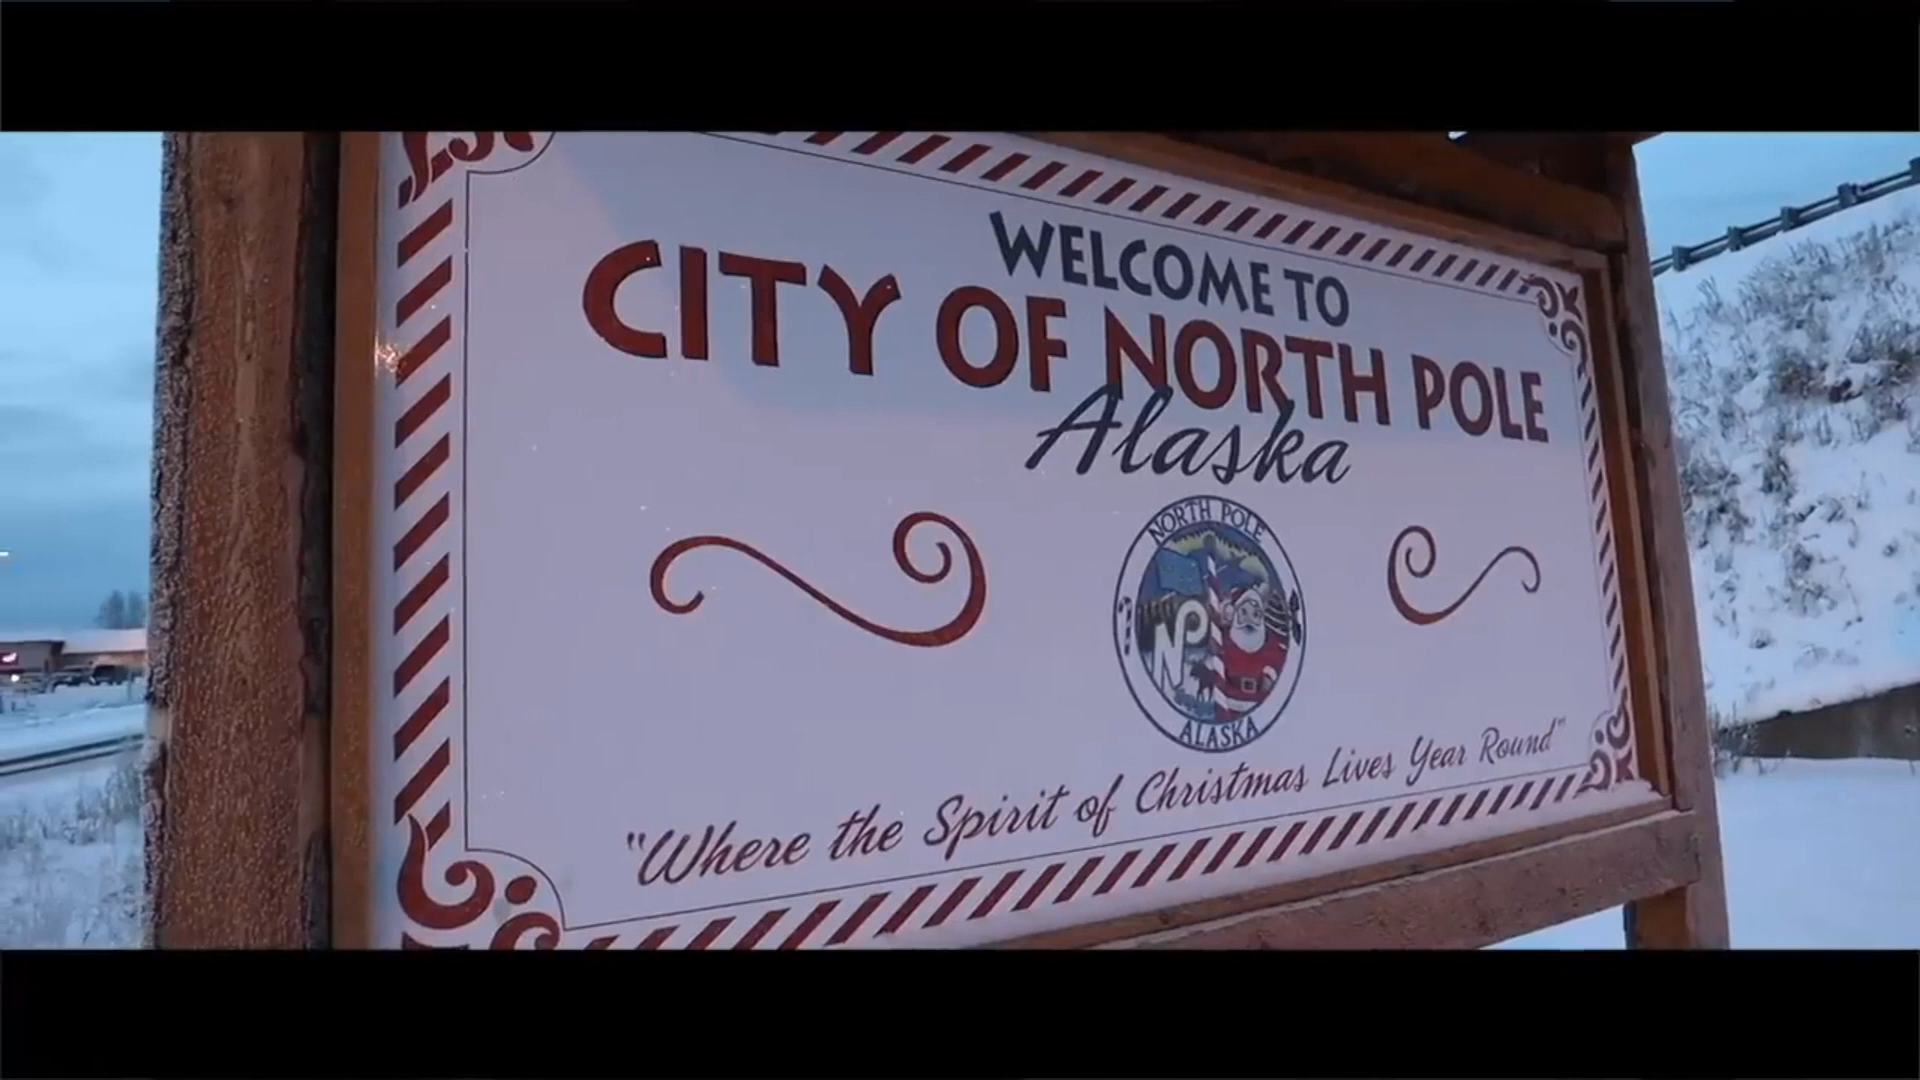 WELCOME TO
CITY OF NORTH POLE
Alaska
NORTH POLE
NP
ALASKA
"Where the Spirit of Christmas Lives Year Round"